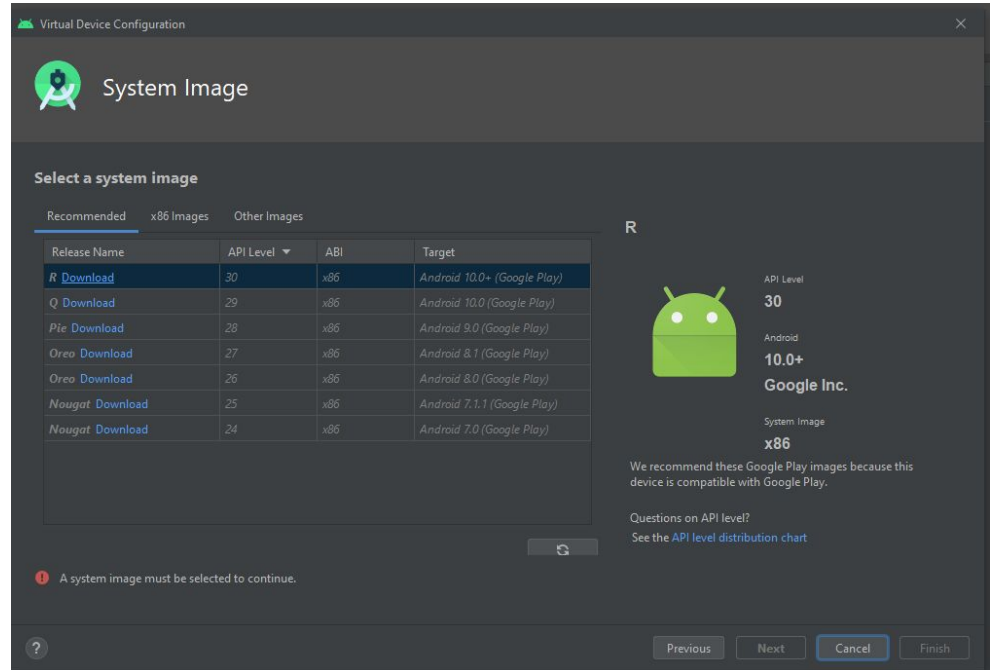 Virtual Device Configuration
System Image
Select a system image
Recommended x86 Images Other Images
Release Name API Level ABI Target
R Download 30 x86 Android 10.0+ (Google Play)
Q Download 29 x86 Android 10.0 (Google Play)
Pie Download 28 x86 Android 9.0 (Google Play)
Oreo Download 27 x86 Android 8.1 (Google Play)
Oreo Download 26 x86 Android 8.0 (Google Play)
Nougat Download 25 x86 Android 7.1.1 (Google Play)
Nougat Download 24 x86 Android 7.0 (Google Play)
R
API Level
30
Android
10.0+
Google Inc.
System Image
x86
We recommend these Google Play images because this
device is compatible with Google Play.
Questions on API level?
See the API level distribution chart
A system image must be selected to continue.
? Previous Next Cancel Finish